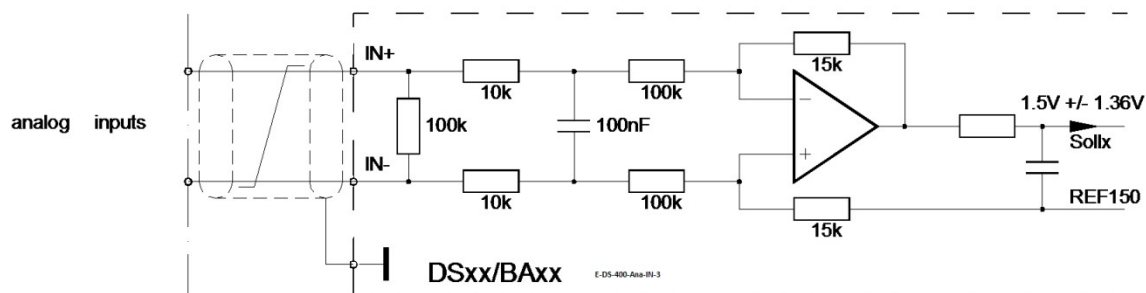 IN+
15k
10k
100k
1.5V +/- 1.36V
analog inputs
100k
100nF
Sollx
IN-
REF150
10k
100k
15k
DSxx/BAxx
E-DS-400-Ana-IN-3